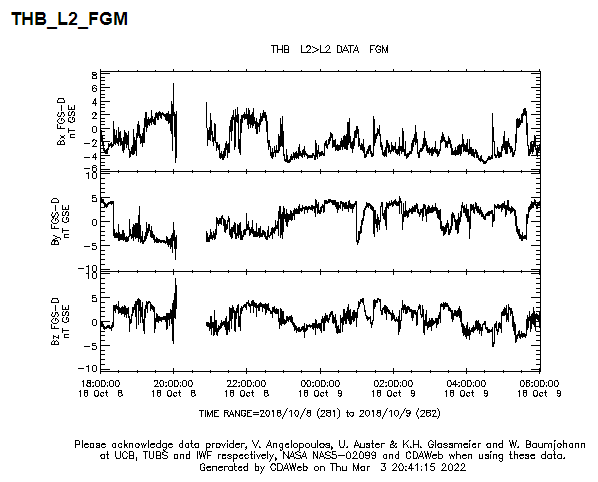 THB_L2_FGM
THB L2>L2 DATA FGM
Bx FGS-D
nT GSE
8
6
4
2
0
-2
-4
-6
By FGS-D
nT GSE
10
5
0
-5
-10
Bz FGS-D
nT GSE
10
5
0
-5
-10
18:00:00 20:00:00 22:00:00 00:00:00 02:00:00 04:00:00 06:00:00
18 Oct 8 18 Oct 8 18 Oct 8 18 Oct 9 18 Oct 9 18 Oct 9 18 Oct 9
TIME RANGE=2018/10/8 (281) to 2018/10/9 (282)
Please acknowledge data provider, V. Angelopoulos, U. Auster & K.H. Glassmeier and W. Baumjohann
at UCB, TUBS and IWF respectively, NASA NAS5-02099 and CDAWeb when using these data.
Generated by CDAWeb on Thu Mar 3 20:41:15 2022